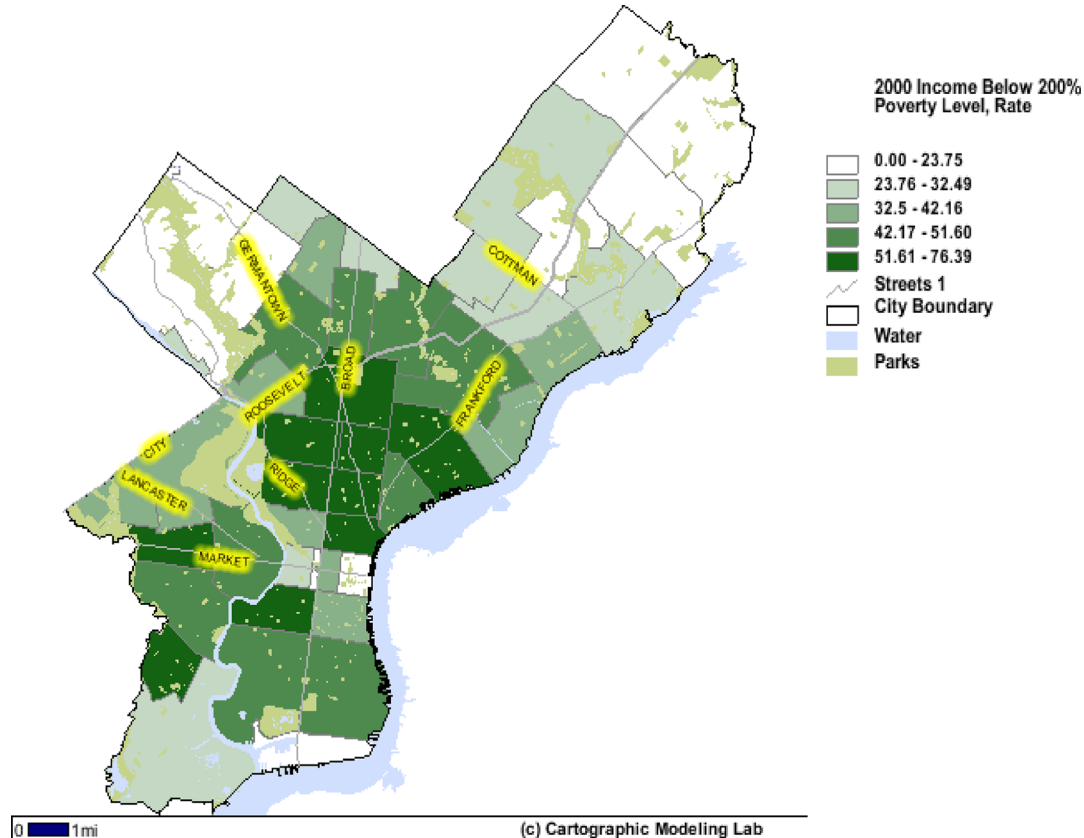 2000 Income Below 200%
Poverty Level, Rate
0.00 - 23.75
23.76 - 32.49
32.5 - 42.16
42.17 - 51.60
51.61 - 76.39
Streets 1
City Boundary
Water
Parks
GERMANTOWN
COTTMAN
BROAD
ROOSEVELT
FRANKFORD
CITY
LANCASTER
RIDGE
MARKET
0 1mi
(c) Cartographic Modeling Lab